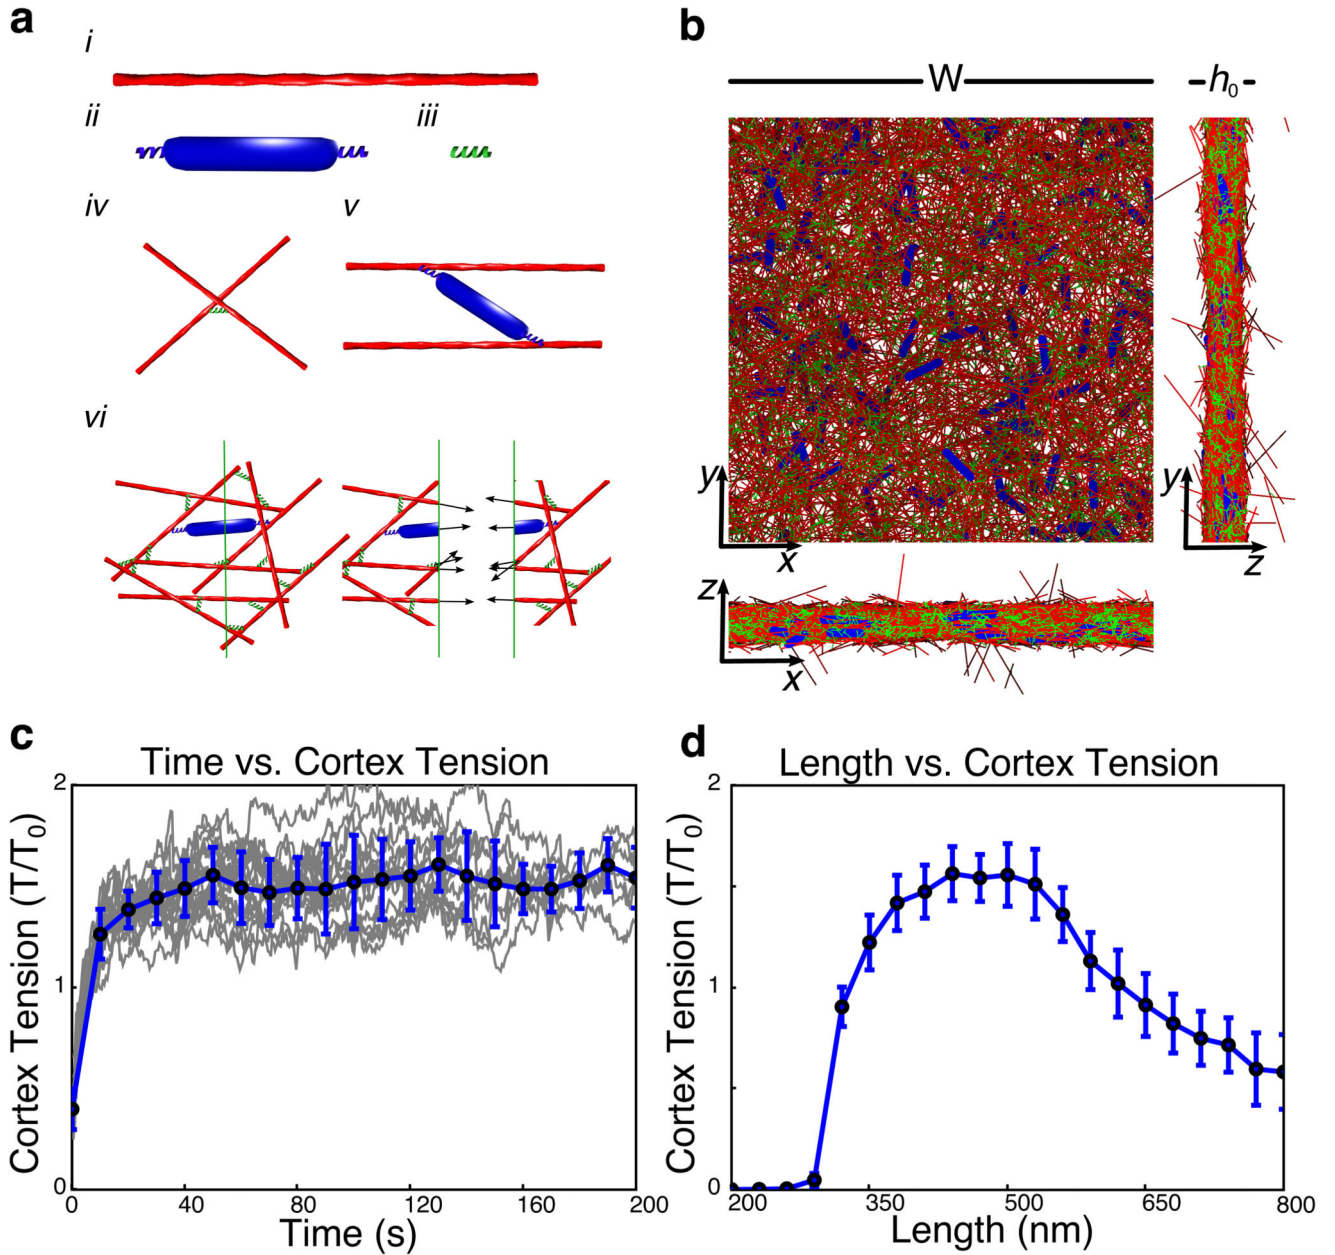 a
i
ii
iii
iv
v
vi
b
W
h₀
y
x
y
z
z
x
c
Time vs. Cortex Tension
Cortex Tension (T/T₀)
2
1
0
0
40
80
120
160
200
Time (s)
d
Length vs. Cortex Tension
Cortex Tension (T/T₀)
2
1
0
200
350
500
650
800
Length (nm)